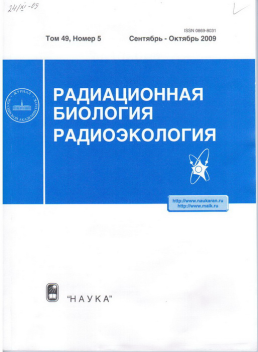 Том 49, Номер 5
Сентябрь - Октябрь 2009
РАДИАЦИОННАЯ
БИОЛОГИЯ
РАДИОЭКОЛОГИЯ
http://www.naukaran.ru
http://www.maik.ru
"НАУКА"